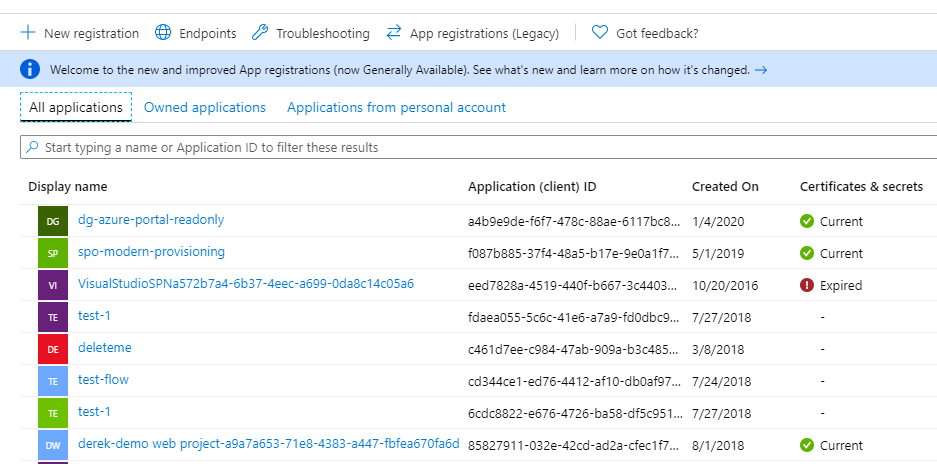 New registration Endpoints Troubleshooting App registrations (Legacy) Got feedback?
Welcome to the new and improved App registrations (now Generally Available). See what's new and learn more on how it's changed. →
All applications Owned applications Applications from personal account
Start typing a name or Application ID to filter these results
Display name Application (client) ID Created On Certificates & secrets
DG dg-azure-portal-readonly a4b9e9de-f6f7-478c-88ae-6117bc8... 1/4/2020 Current
SP spo-modern-provisioning f087b885-37f4-48a5-b17e-9e0a1f7... 5/1/2019 Current
VI VisualStudioSPNa572b7a4-6b37-4eec-a699-0da8c14c05a6 eed7828a-4519-440f-b667-3c4403... 10/20/2016 Expired
TE test-1 fdaea055-5c6c-41e6-a7a9-fd0dbc9... 7/27/2018 -
DE deleteme c461d7ee-c984-47ab-909a-b3c485... 3/8/2018 -
TE test-flow cd344ce1-ed76-4412-af10-db0af97... 7/24/2018 -
TE test-1 6cdc8822-e676-4726-ba58-df5c951... 7/27/2018 -
DW derek-demo web project-a9a7a653-71e8-4383-a447-fbfea670fa6d 85827911-032e-42cd-ad2a-cfec1f7... 8/1/2018 Current